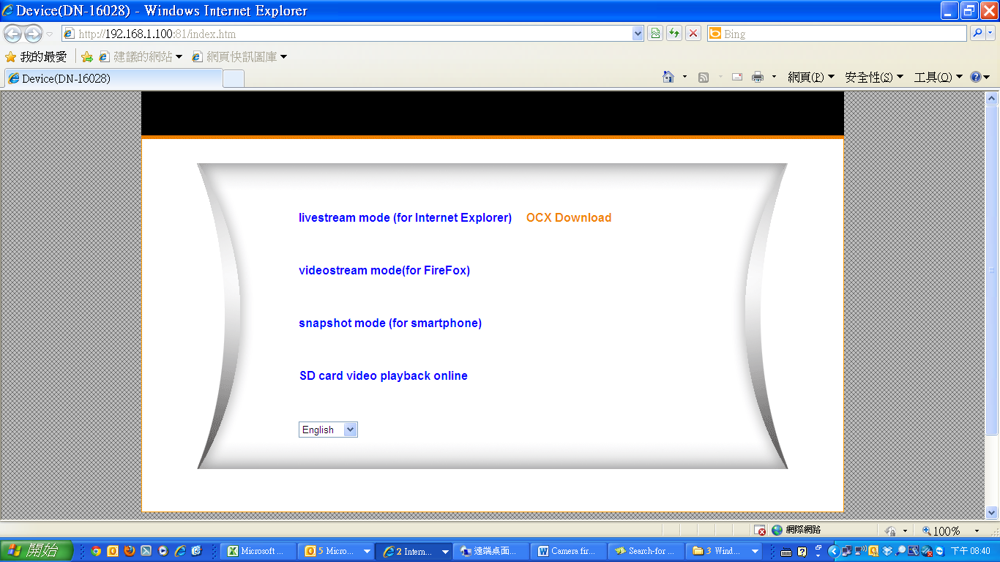 Device(DN-16028) - Windows Internet Explorer
http://192.168.1.100:81/index.htm
Bing
我的最愛 建議的網站 網頁快訊圖庫
Device(DN-16028) 網頁(P) 安全性(S) 工具(O)
livestream mode (for Internet Explorer) OCX Download
videostream mode(for FireFox)
snapshot mode (for smartphone)
SD card video playback online
English
網際網路 100%
開始 Microsoft ... 5 Micro... 2 Intern... 遠端桌面... Camera fir... Search-for ... 3 Wind... 下午 08:40